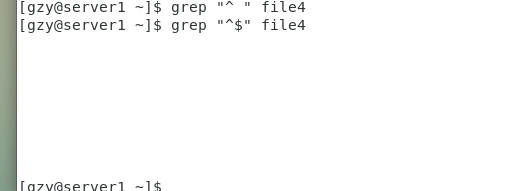 [gzy@server1 ~]$ grep "^ " file4
[gzy@server1 ~]$ grep "^$" file4
[gzy@server1 ~]$